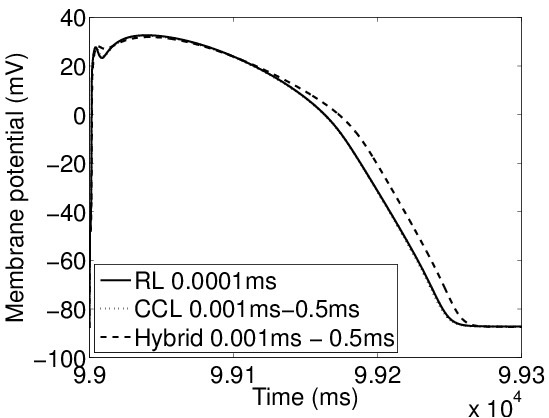 Membrane potential (mV)
40
20
0
−20
−40
−60
−80
−100
RL 0.0001ms
CCL 0.001ms−0.5ms
Hybrid 0.001ms − 0.5ms
9.9 9.91 9.92 9.93
Time (ms)
x 10^4